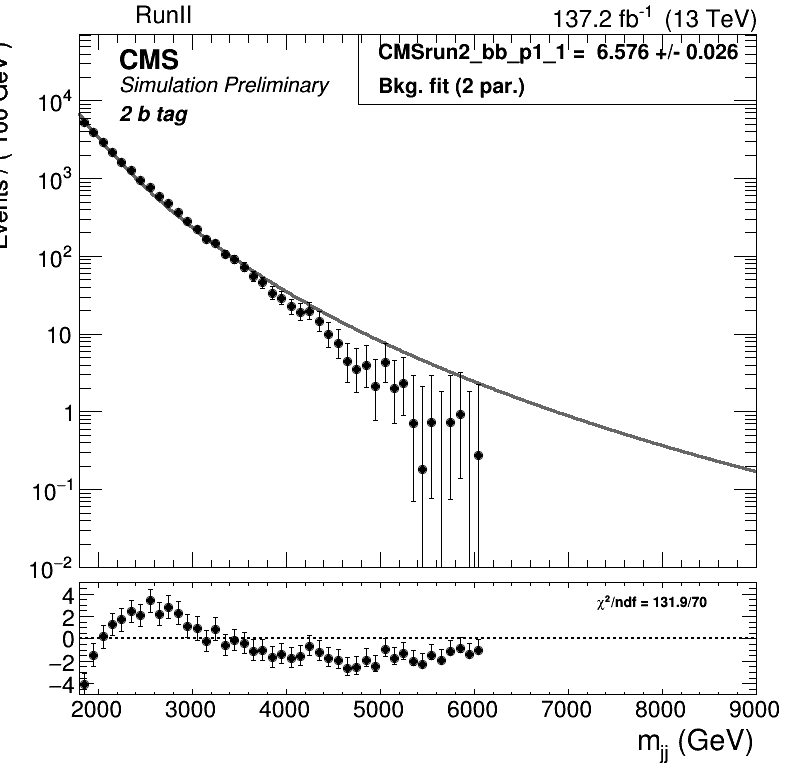 RunII
137.2 fb⁻¹ (13 TeV)
CMS
Simulation Preliminary
2 b tag
CMSrun2_bb_p1_1 = 6.576 +/- 0.026
Bkg. fit (2 par.)
Events / ( 100 GeV )
10⁴
10³
10²
10
1
10⁻¹
10⁻²
χ²/ndf = 131.9/70
4
2
0
−2
−4
2000 3000 4000 5000 6000 7000 8000 9000
m_jj (GeV)